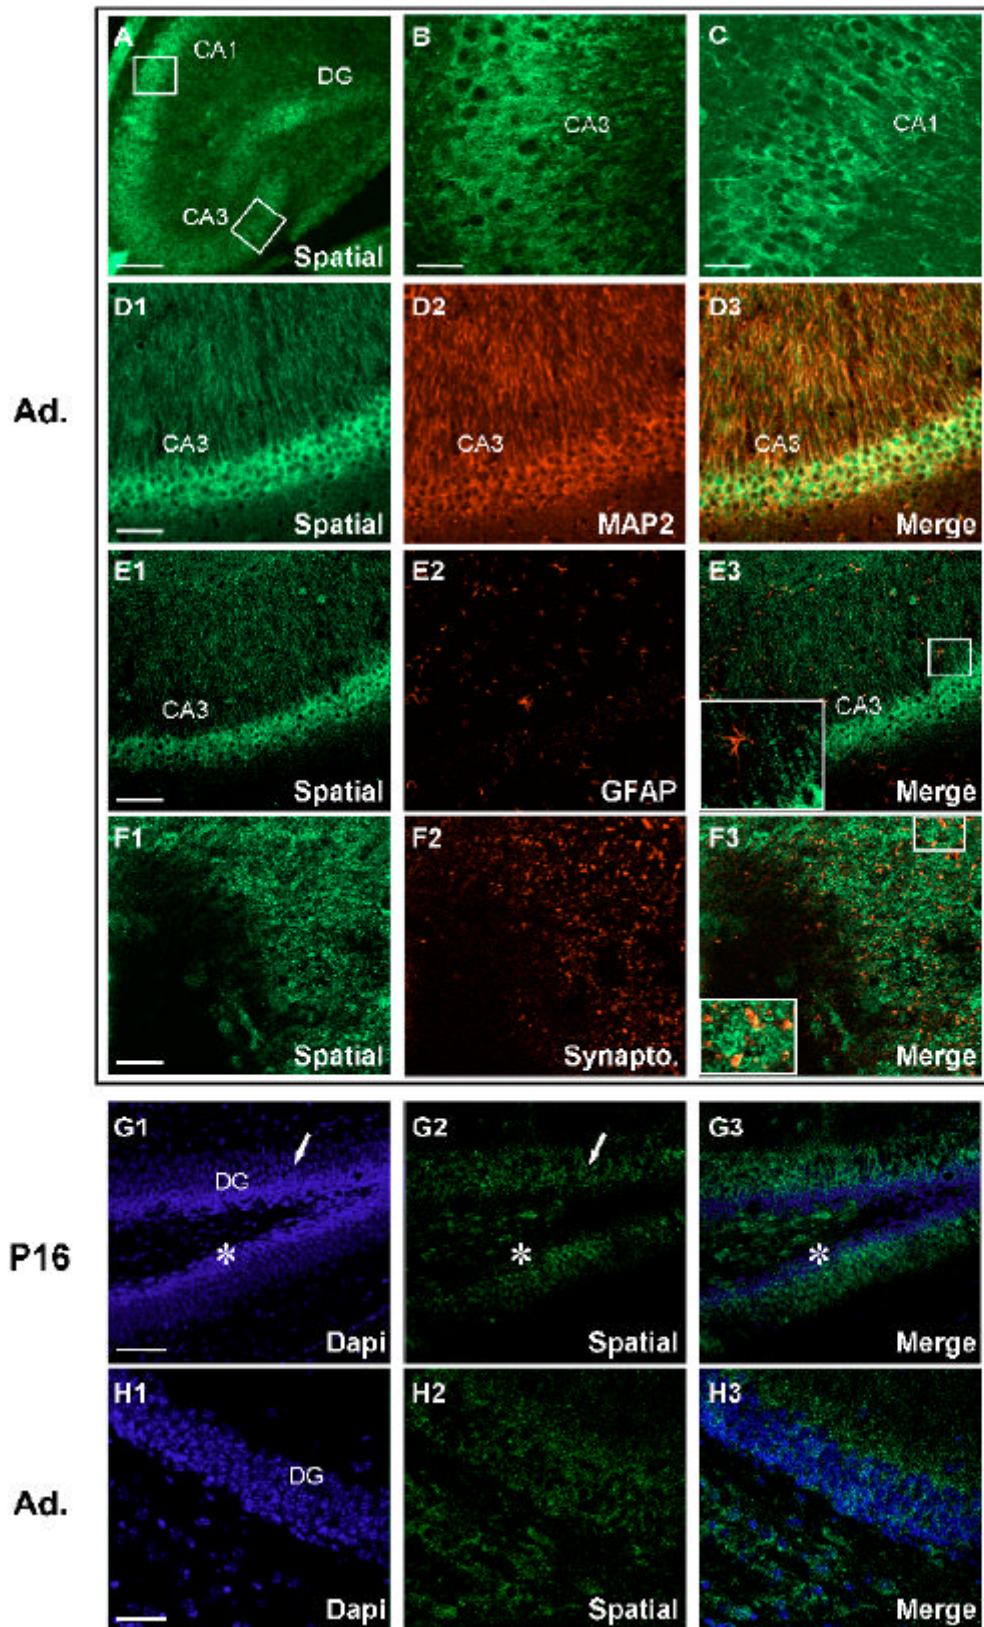 A
CA1
DG
CA3
Spatial
B
CA3
C
CA1
Ad.
D1
CA3
Spatial
D2
CA3
MAP2
D3
CA3
Merge
E1
CA3
Spatial
E2
GFAP
E3
CA3
Merge
F1
Spatial
F2
Synapto.
F3
Merge
P16
G1
DG
*
Dapi
G2
*
Spatial
G3
*
Merge
Ad.
H1
DG
Dapi
H2
Spatial
H3
Merge